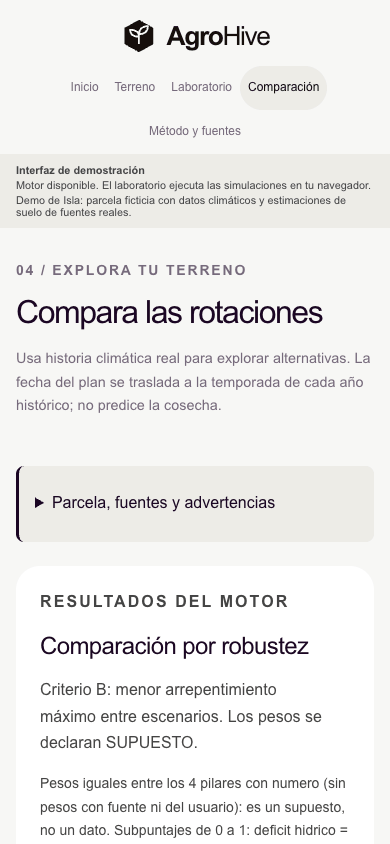 AgroHive
Inicio Terreno Laboratorio Comparación
Método y fuentes
Interfaz de demostración
Motor disponible. El laboratorio ejecuta las simulaciones en tu navegador.
Demo de Isla: parcela ficticia con datos climáticos y estimaciones de
suelo de fuentes reales.
04 / EXPLORA TU TERRENO
Compara las rotaciones
Usa historia climática real para explorar alternativas. La
fecha del plan se traslada a la temporada de cada año
histórico; no predice la cosecha.
Parcela, fuentes y advertencias
RESULTADOS DEL MOTOR
Comparación por robustez
Criterio B: menor arrepentimiento
máximo entre escenarios. Los pesos se
declaran SUPUESTO.
Pesos iguales entre los 4 pilares con numero (sin
pesos con fuente ni del usuario): es un supuesto,
no un dato. Subpuntajes de 0 a 1: deficit hidrico =